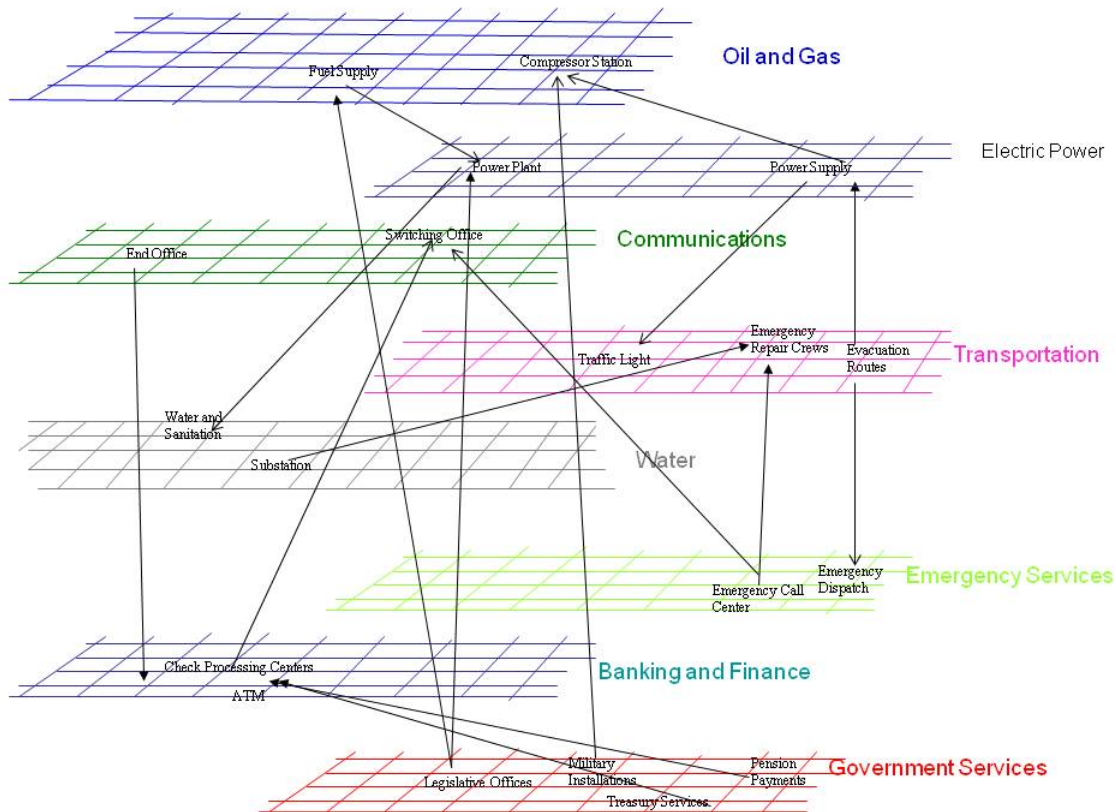 Oil and Gas
Compressor Station
Fuel Supply
Electric Power
Power Plant
Power Supply
Switching Office
Communications
End Office
Emergency
Repair Crews
Traffic Light
Evacuation
Routes
Transportation
Water and
Sanitation
Substation
Water
Emergency
Dispatch
Emergency Services
Emergency Call
Center
Check Processing Centers
Banking and Finance
ATM
Military
Installations
Pension
Payments
Government Services
Legislative Offices
Treasury Services